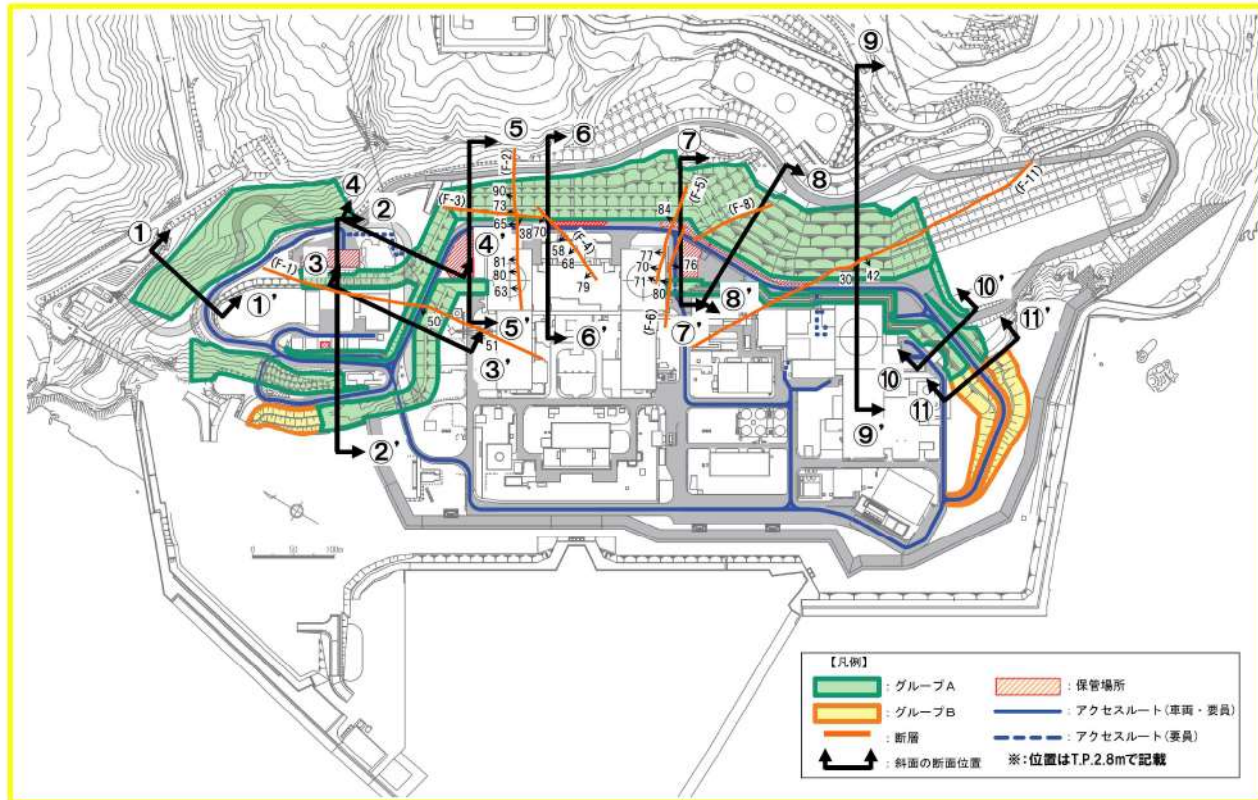 ⑨
⑤ ⑥
(F-2) ⑦
④ ② 90 (F-5) ⑧ (F-11)
① (F-3) 73 84 (F-8)
65 38 70 (F-4)
④' 58
③ (F-1) 81 68 77 76
80 79 70 30 42
①' 63 71 ⑩'
80 ⑧' ⑪'
50 ⑤' ⑥' (F-6) ⑦'
51 ③'
⑩
⑪
⑨'
②'
0 50 100m
【凡例】
:グループA :保管場所
:グループB :アクセスルート(車両・要員)
:断層 :アクセスルート(要員)
:斜面の断面位置 ※:位置はT.P.2.8mで記載